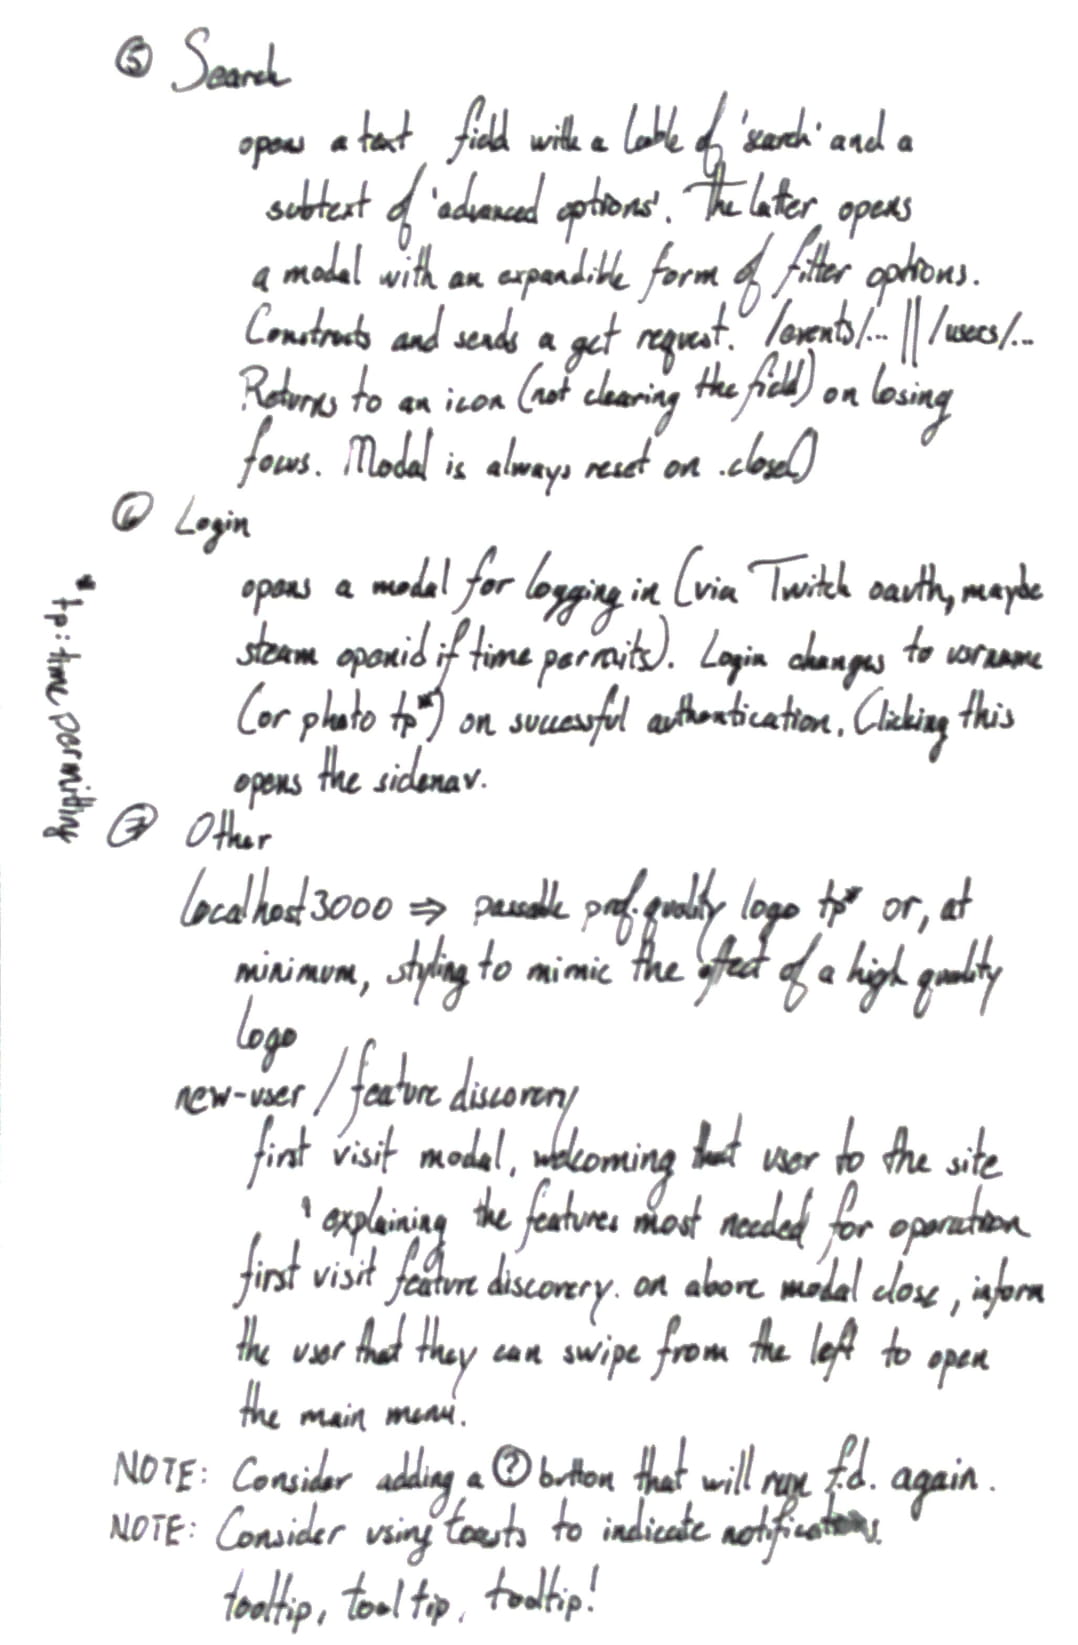 ⑤ Search
opens a text field with a lable of 'search' and a
subtext of 'advanced options'. The latter opens
a modal with an expandible form of filter options.
Constructs and sends a get request. /events/... || /users/...
Returns to an icon (not clearing the field) on losing
focus. Modal is always reset on .close()
⑥ Login
opens a modal for logging in (via Twitch oauth, maybe
steam openid if time permits). Login changes to username
(or photo tp*) on successful authentication. Clicking this
opens the sidenav.
* tp: time permitting
⑦ Other
localhost3000 ⇒ passable prof. quality logo tp* or, at
minimum, styling to mimic the effect of a high quality
logo
new-user / feature discovery
first visit modal, welcoming that user to the site
explaining the features most needed for operation
first visit feature discovery. on above modal close, inform
the user that they can swipe from the left to open
the main menu.
NOTE: Consider adding a ? button that will run f.d. again.
NOTE: Consider using toasts to indicate notifications.
tooltip, tooltip, tooltip!